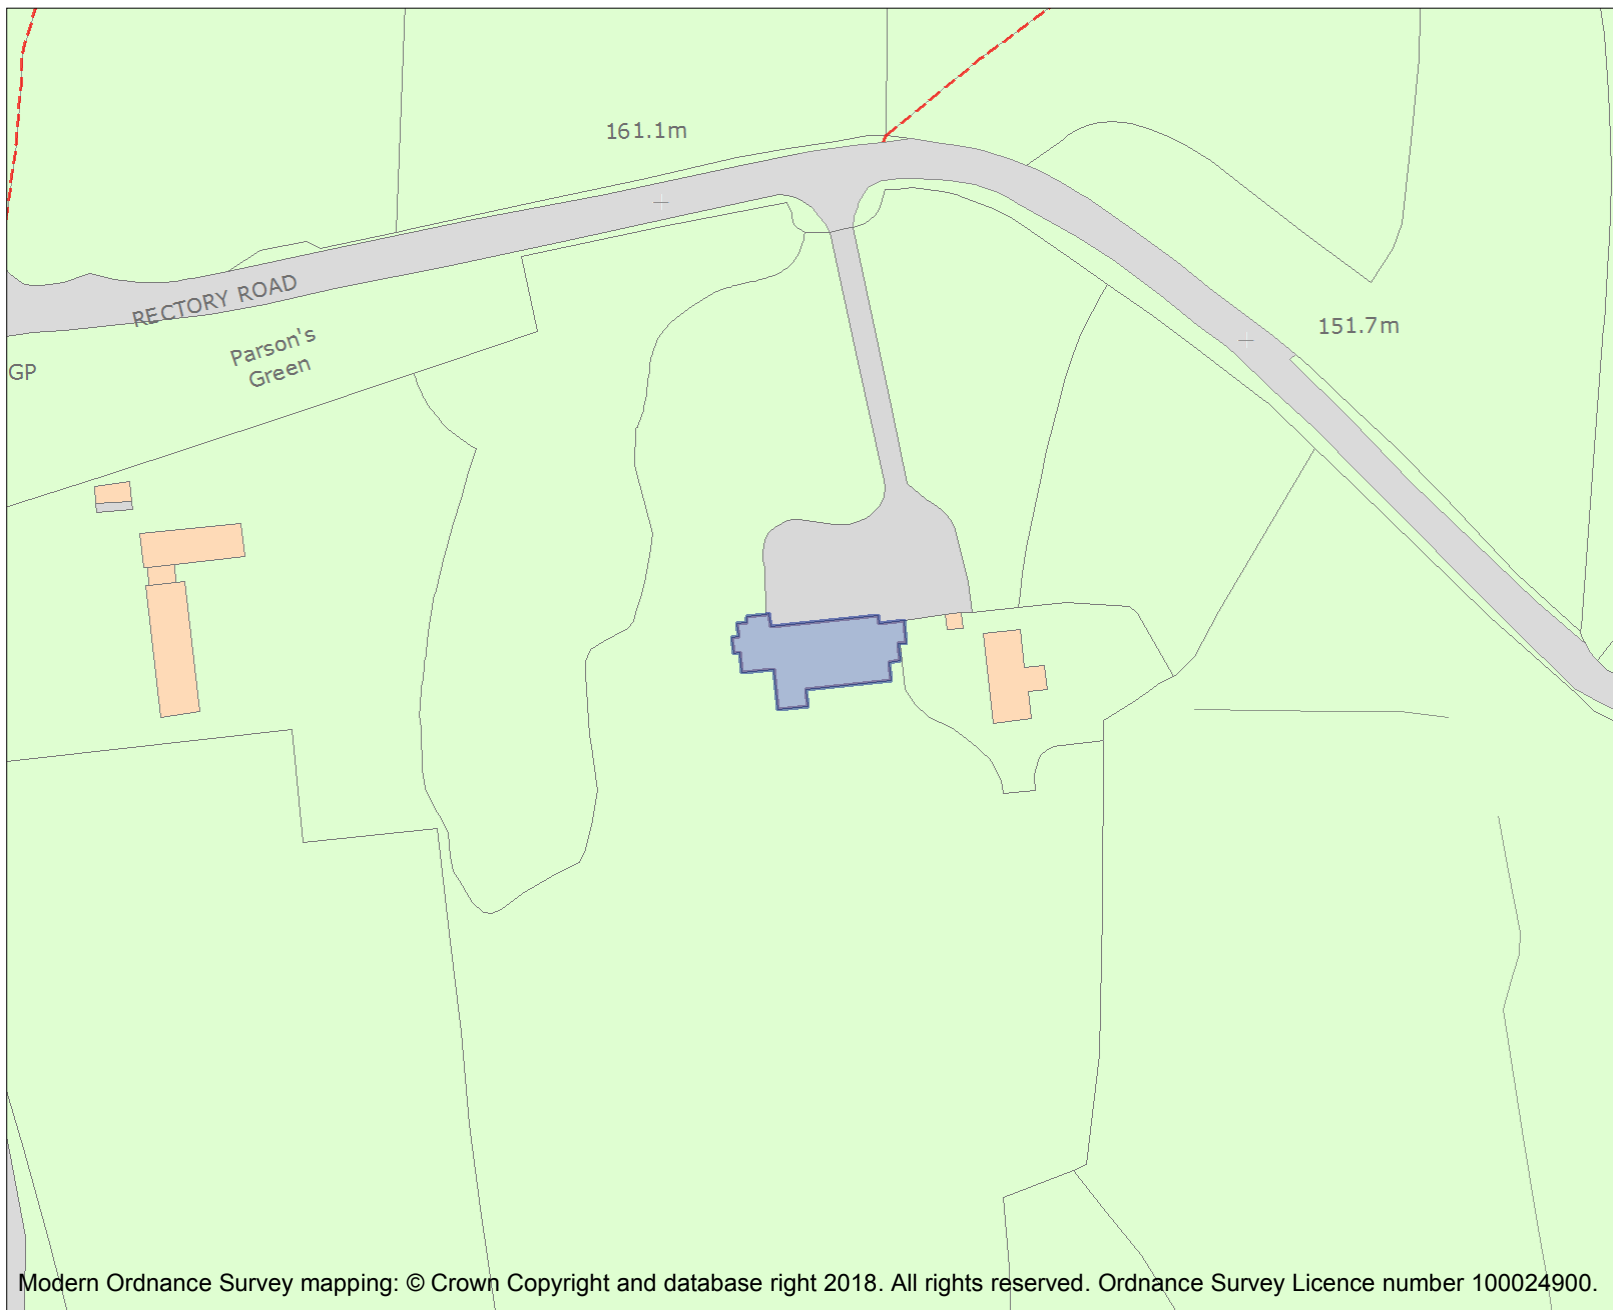 161.1m
RECTORY ROAD
151.7m
Parson's
Green
GP
Modern Ordnance Survey mapping: © Crown Copyright and database right 2018. All rights reserved. Ordnance Survey Licence number 100024900.